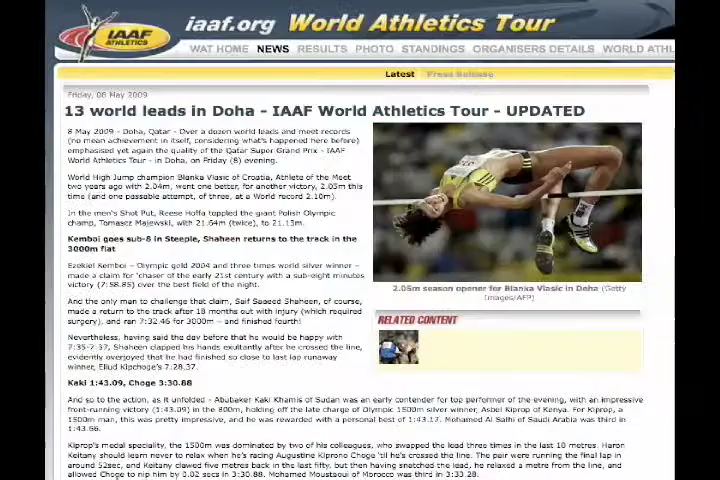 IAAF
ATHLETICS
iaaf.org World Athletics Tour
WAT HOME NEWS RESULTS PHOTO STANDINGS ORGANISERS DETAILS WORLD ATHL
Latest Press Release
Friday, 08 May 2009
13 world leads in Doha - IAAF World Athletics Tour - UPDATED
8 May 2009 - Doha, Qatar - Over a dozen world leads and meet records
(no mean achievement in itself, considering what's happened here before)
emphasised yet again the quality of the Qatar Super Grand Prix - IAAF
World Athletics Tour - in Doha, on Friday (8) evening.
World High Jump champion Blanka Vlasic of Croatia, Athlete of the Meet
two years ago with 2.04m, went one better, for another victory, 2.05m this
time (and one passable attempt, of three, at a World record 2.10m).
In the men's Shot Put, Reese Hoffa toppled the giant Polish Olympic
champ, Tomasz Majewski, with 21.64m (twice), to 21.13m.
Kemboi goes sub-8 in Steeple, Shaheen returns to the track in the
3000m flat
Ezekiel Kemboi – Olympic gold 2004 and three times world silver winner –
made a claim for 'chaser of the early 21st century with a sub-eight minutes
victory (7:58.85) over the best field of the night.
And the only man to challenge that claim, Saif Saaeed Shaheen, of course,
made a return to the track after 18 months out with injury (which required
surgery), and ran 7:32.46 for 3000m – and finished fourth!
Nevertheless, having said the day before that he would be happy with
7:35-7:37, Shaheen clapped his hands exultantly after he crossed the line,
evidently overjoyed that he had finished so close to last lap runaway
winner, Eliud Kipchoge's 7:28.37.
2.05m season opener for Blanka Vlasic in Doha (Getty
Images/AFP)
RELATED CONTENT
Kaki 1:43.09, Choge 3:30.88
And so to the action, as it unfolded - Abubaker Kaki Khamis of Sudan was an early contender for top performer of the evening, with an impressive
front-running victory (1:43.09) in the 800m, holding off the late charge of Olympic 1500m silver winner, Asbel Kiprop of Kenya. For Kiprop, a
1500m man, this was pretty impressive, and he was rewarded with a personal best of 1:43.17. Mohamed Al Salhi of Saudi Arabia was third in
1:43.66.
Kiprop's medal speciality, the 1500m was dominated by two of his colleagues, who swapped the lead three times in the last 10 metres. Haron
Keitany should learn never to relax when he's racing Augustine Kiprono Choge 'til he's crossed the line. The pair were running the final lap in
around 52sec, and Keitany clawed five metres back in the last fifty, but then having snatched the lead, he relaxed a metre from the line, and
allowed Choge to nip him by 0.02 secs in 3:30.88. Mohamed Moustaoui of Morocco was third in 3:33.28.